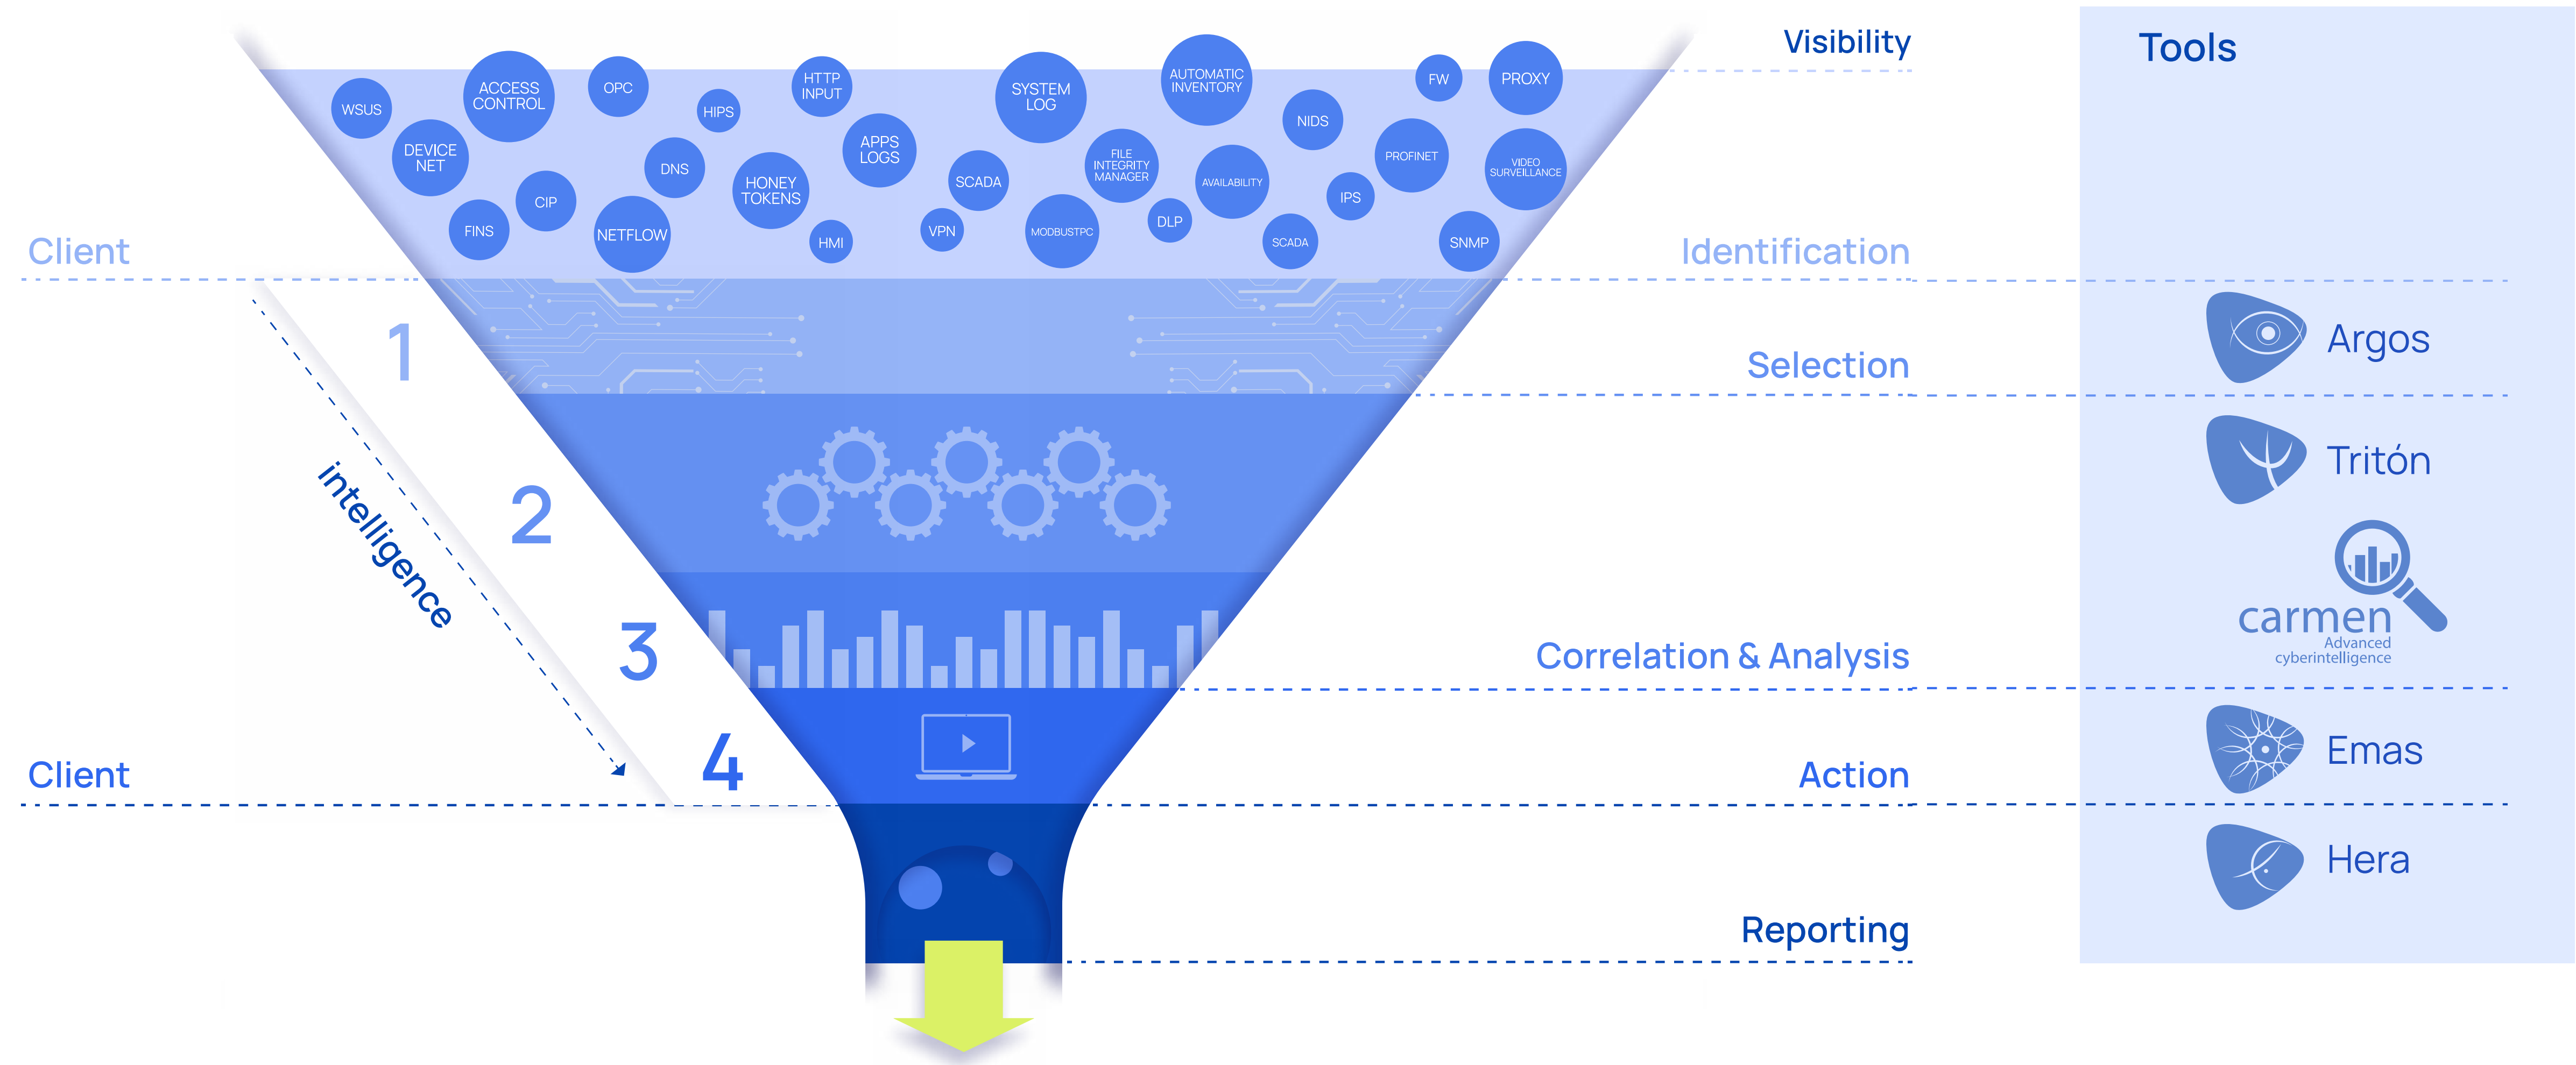 Visibility
Tools
WSUS
ACCESS
CONTROL
OPC
HIPS
HTTP
INPUT
SYSTEM
LOG
AUTOMATIC
INVENTORY
FW
PROXY
NIDS
DEVICE
NET
DNS
APPS
LOGS
FILE
INTEGRITY
MANAGER
PROFINET
VIDEO
SURVEILLANCE
CIP
HONEY
TOKENS
SCADA
AVAILABILITY
IPS
FINS
NETFLOW
HMI
VPN
MODBUSTPC
DLP
SCADA
SNMP
Client
Identification
1
Selection
Argos
2
Tritón
intelligence
3
Correlation & Analysis
carmen
Advanced
cyberintelligence
4
Client
Action
Emas
Hera
Reporting